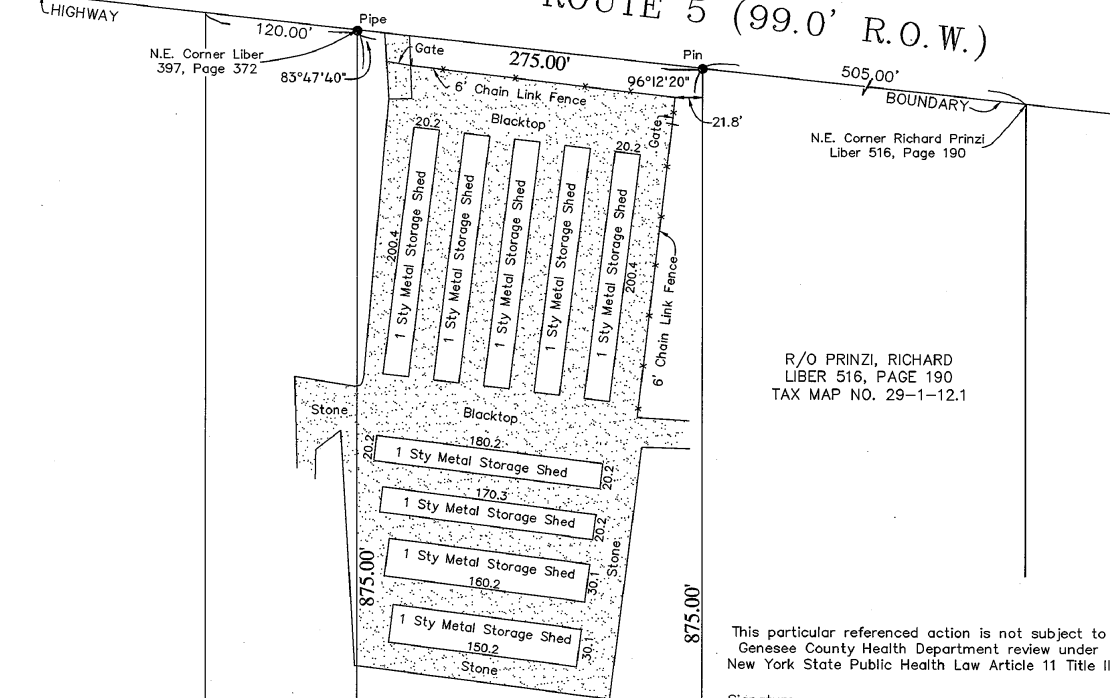 HIGHWAY
ROUTE 5 (99.0' R.O.W.)
120.00'
Pipe
N.E. Corner Liber
397, Page 372
83°47'40"
Gate
275.00'
Pin
96°12'20"
505.00'
BOUNDARY
6' Chain Link Fence
21.8'
Gate
N.E. Corner Richard Prinzi
Liber 516, Page 190
Blacktop
20.2
20.2
200.4
1 Sty Metal Storage Shed
1 Sty Metal Storage Shed
1 Sty Metal Storage Shed
1 Sty Metal Storage Shed
1 Sty Metal Storage Shed
200.4
6' Chain Link Fence
R/O PRINZI, RICHARD
LIBER 516, PAGE 190
TAX MAP NO. 29-1-12.1
Stone
Blacktop
20.2
180.2
1 Sty Metal Storage Shed
20.2
170.3
1 Sty Metal Storage Shed
20.2
Stone
1 Sty Metal Storage Shed
160.2
30.1
875.00'
875.00'
1 Sty Metal Storage Shed
150.2
30.1
Stone
This particular referenced action is not subject to
Genesee County Health Department review under
New York State Public Health Law Article 11 Title II